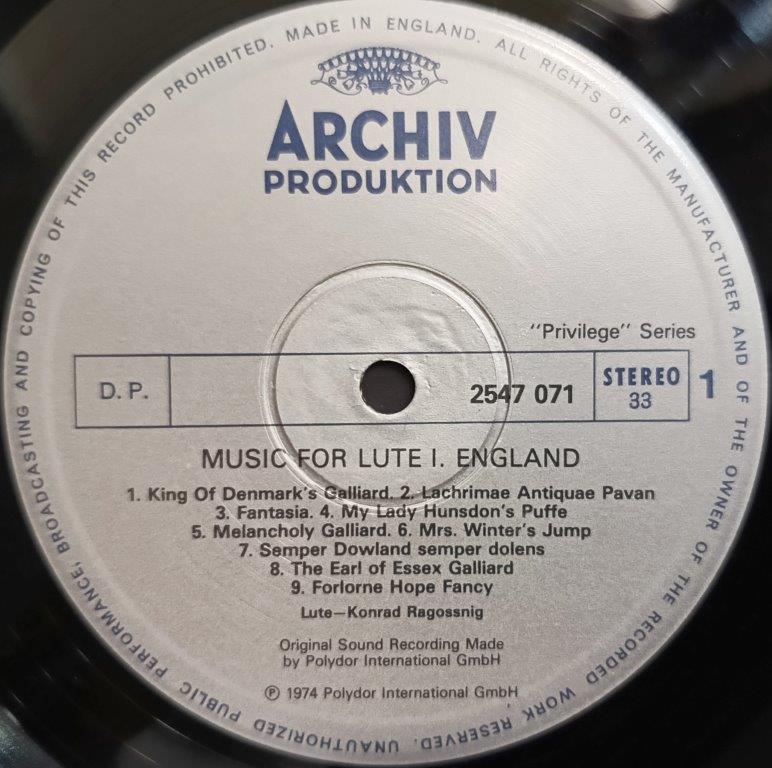 UNAUTHORIZED PUBLIC PERFORMANCE, BROADCASTING AND COPYING OF THIS RECORD PROHIBITED. MADE IN ENGLAND. ALL RIGHTS OF THE MANUFACTURER AND OF THE OWNER OF THE RECORDED WORK RESERVED.
ARCHIV
PRODUKTION
"Privilege" Series
D. P.
2547 071
STEREO
33
1
MUSIC FOR LUTE I. ENGLAND
1. King Of Denmark's Galliard. 2. Lachrimae Antiquae Pavan
3. Fantasia. 4. My Lady Hunsdon's Puffe
5. Melancholy Galliard. 6. Mrs. Winter's Jump
7. Semper Dowland semper dolens
8. The Earl of Essex Galliard
9. Forlorne Hope Fancy
Lute—Konrad Ragossnig
Original Sound Recording Made
by Polydor International GmbH
℗ 1974 Polydor International GmbH